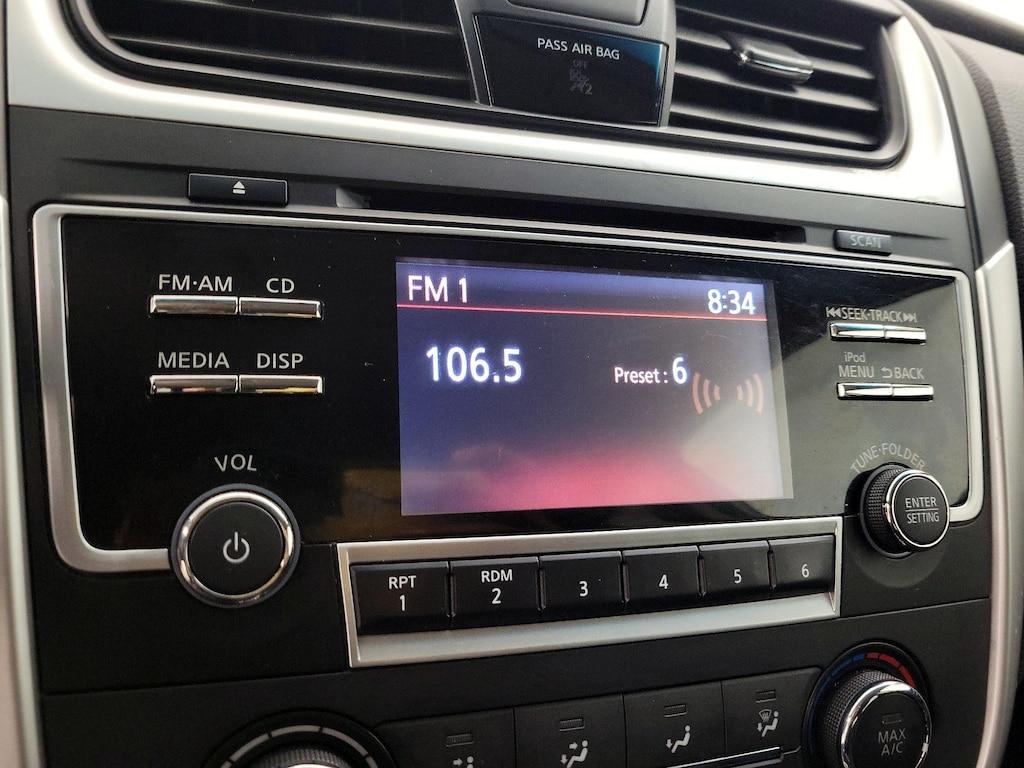 PASS AIR BAG
OFF
2
SCAN
FM·AM CD
FM 1 8:34
SEEK·TRACK
MEDIA DISP
106.5 Preset : 6
iPod
MENU BACK
VOL
TUNE·FOLDER
ENTER
SETTING
RPT
1
RDM
2
3
4
5
6
MAX
A/C